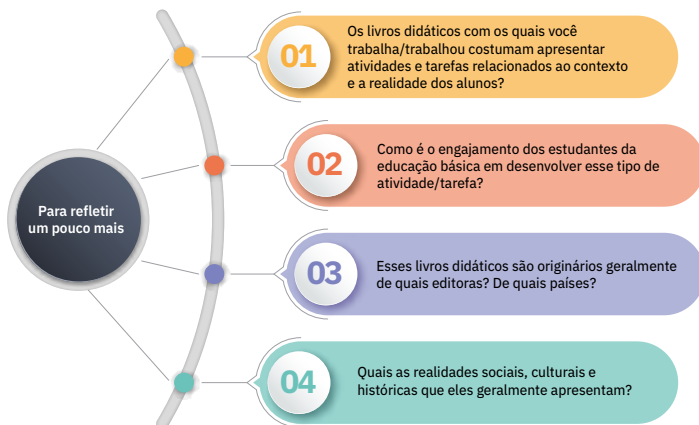 Para refletir
um pouco mais
01
Os livros didáticos com os quais você
trabalha/trabalhou costumam apresentar
atividades e tarefas relacionados ao contexto
e a realidade dos alunos?
02
Como é o engajamento dos estudantes da
educação básica em desenvolver esse tipo de
atividade/tarefa?
03
Esses livros didáticos são originários geralmente
de quais editoras? De quais países?
04
Quais as realidades sociais, culturais e
históricas que eles geralmente apresentam?